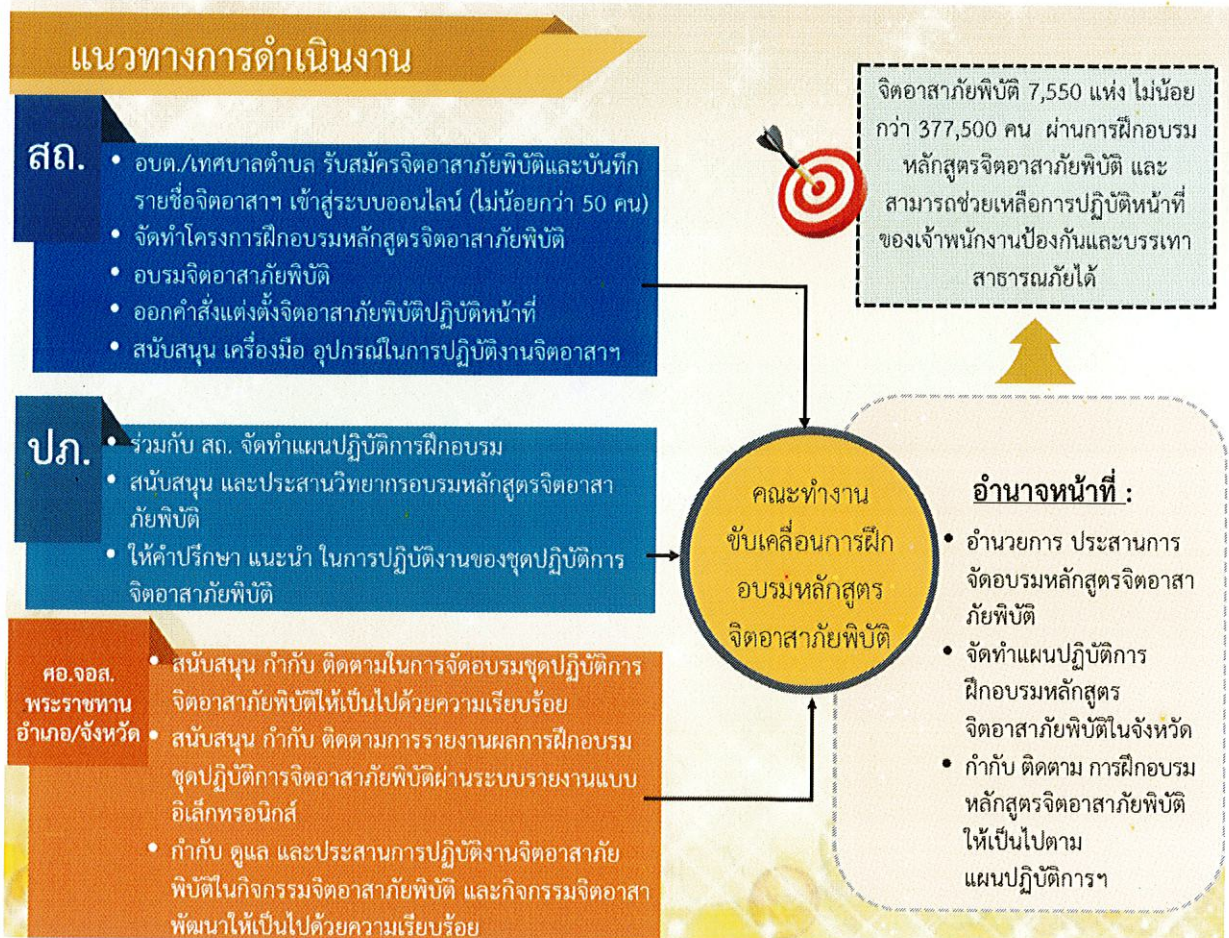 แนวทางการดำเนินงาน
สถ.
• อบต./เทศบาลตำบล รับสมัครจิตอาสาภัยพิบัติและบันทึก
รายชื่อจิตอาสาฯ เข้าสู่ระบบออนไลน์ (ไม่น้อยกว่า 50 คน)
• จัดทำโครงการฝึกอบรมหลักสูตรจิตอาสาภัยพิบัติ
• อบรมจิตอาสาภัยพิบัติ
• ออกคำสั่งแต่งตั้งจิตอาสาภัยพิบัติปฏิบัติหน้าที่
• สนับสนุน เครื่องมือ อุปกรณ์ในการปฏิบัติงานจิตอาสาฯ
ปภ.
• ร่วมกับ สถ. จัดทำแผนปฏิบัติการฝึกอบรม
• สนับสนุน และประสานวิทยากรอบรมหลักสูตรจิตอาสา
ภัยพิบัติ
• ให้คำปรึกษา แนะนำ ในการปฏิบัติงานของชุดปฏิบัติการ
จิตอาสาภัยพิบัติ
ศอ.จอส.
พระราชทาน
อำเภอ/จังหวัด
• สนับสนุน กำกับ ติดตามในการจัดอบรมชุดปฏิบัติการ
จิตอาสาภัยพิบัติให้เป็นไปด้วยความเรียบร้อย
• สนับสนุน กำกับ ติดตามการรายงานผลการฝึกอบรม
ชุดปฏิบัติการจิตอาสาภัยพิบัติผ่านระบบรายงานแบบ
อิเล็กทรอนิกส์
• กำกับ ดูแล และประสานการปฏิบัติงานจิตอาสาภัย
พิบัติในกิจกรรมจิตอาสาภัยพิบัติ และกิจกรรมจิตอาสา
พัฒนาให้เป็นไปด้วยความเรียบร้อย
คณะทำงาน
ขับเคลื่อนการฝึก
อบรมหลักสูตร
จิตอาสาภัยพิบัติ
จิตอาสาภัยพิบัติ 7,550 แห่ง ไม่น้อย
กว่า 377,500 คน ผ่านการฝึกอบรม
หลักสูตรจิตอาสาภัยพิบัติ และ
สามารถช่วยเหลือการปฏิบัติหน้าที่
ของเจ้าพนักงานป้องกันและบรรเทา
สาธารณภัยได้
อำนาจหน้าที่ :
• อำนวยการ ประสานการ
จัดอบรมหลักสูตรจิตอาสา
ภัยพิบัติ
• จัดทำแผนปฏิบัติการ
ฝึกอบรมหลักสูตร
จิตอาสาภัยพิบัติในจังหวัด
• กำกับ ติดตาม การฝึกอบรม
หลักสูตรจิตอาสาภัยพิบัติ
ให้เป็นไปตาม
แผนปฏิบัติการฯ